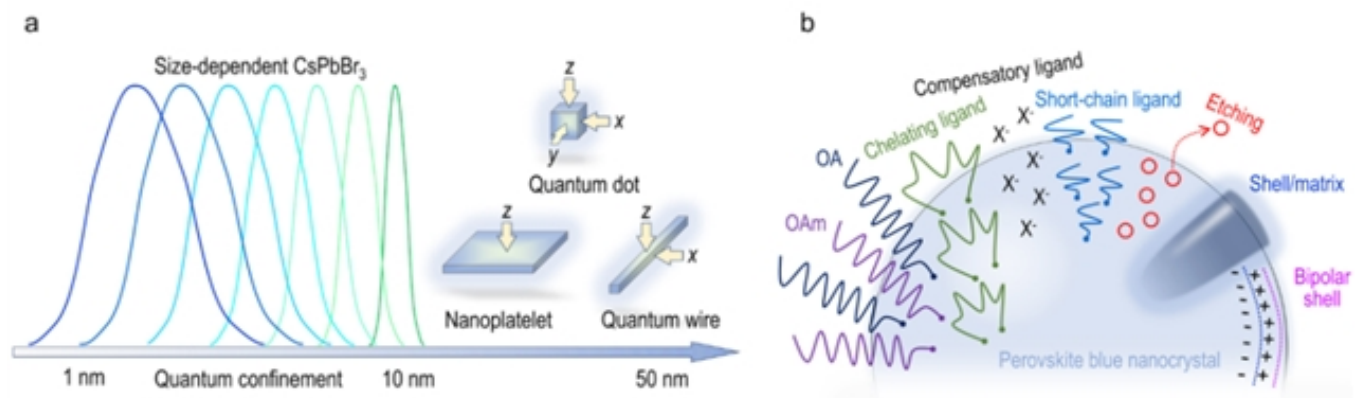 a
Size-dependent CsPbBr₃
z
x
y
Quantum dot
z
Nanoplatelet
z
x
Quantum wire
1 nm
Quantum confinement
10 nm
50 nm
b
Compensatory ligand
Short-chain ligand
Etching
Chelating ligand
OA
OAm
X⁻
X⁻
X⁻
X⁻
X⁻
X⁻
Shell/matrix
Bipolar
shell
- + +
- +
- + +
- +
- + +
- +
Perovskite blue nanocrystal